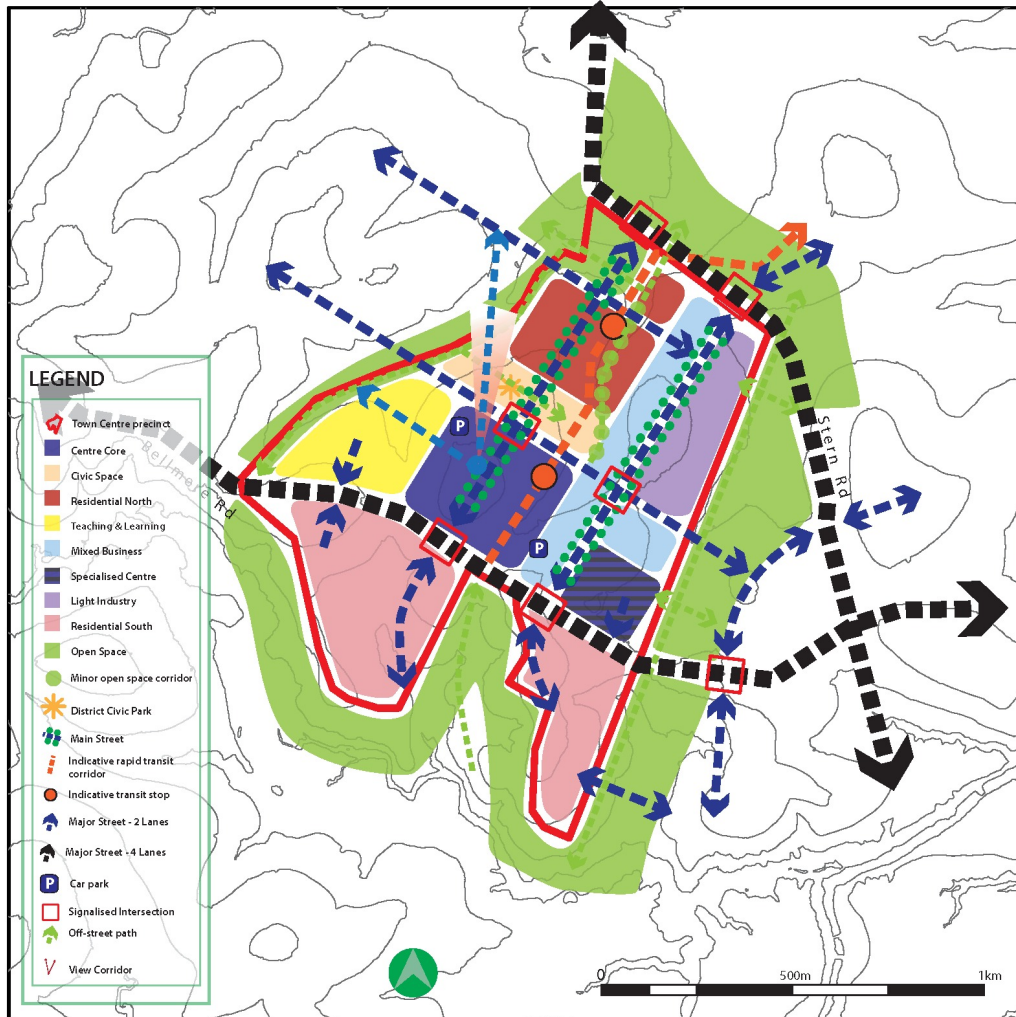 LEGEND
Town Centre precinct
Centre Core
Civic Space
Residential North
Teaching & Learning
Mixed Business
Specialised Centre
Light Industry
Residential South
Open Space
Minor open space corridor
District Civic Park
Main Street
Indicative rapid transit
corridor
Indicative transit stop
Major Street - 2 Lanes
Major Street - 4 Lanes
P
Car park
Signalised Intersection
Off-street path
View Corridor
Bellmere Rd
P
P
Stern Rd
0
500m
1km